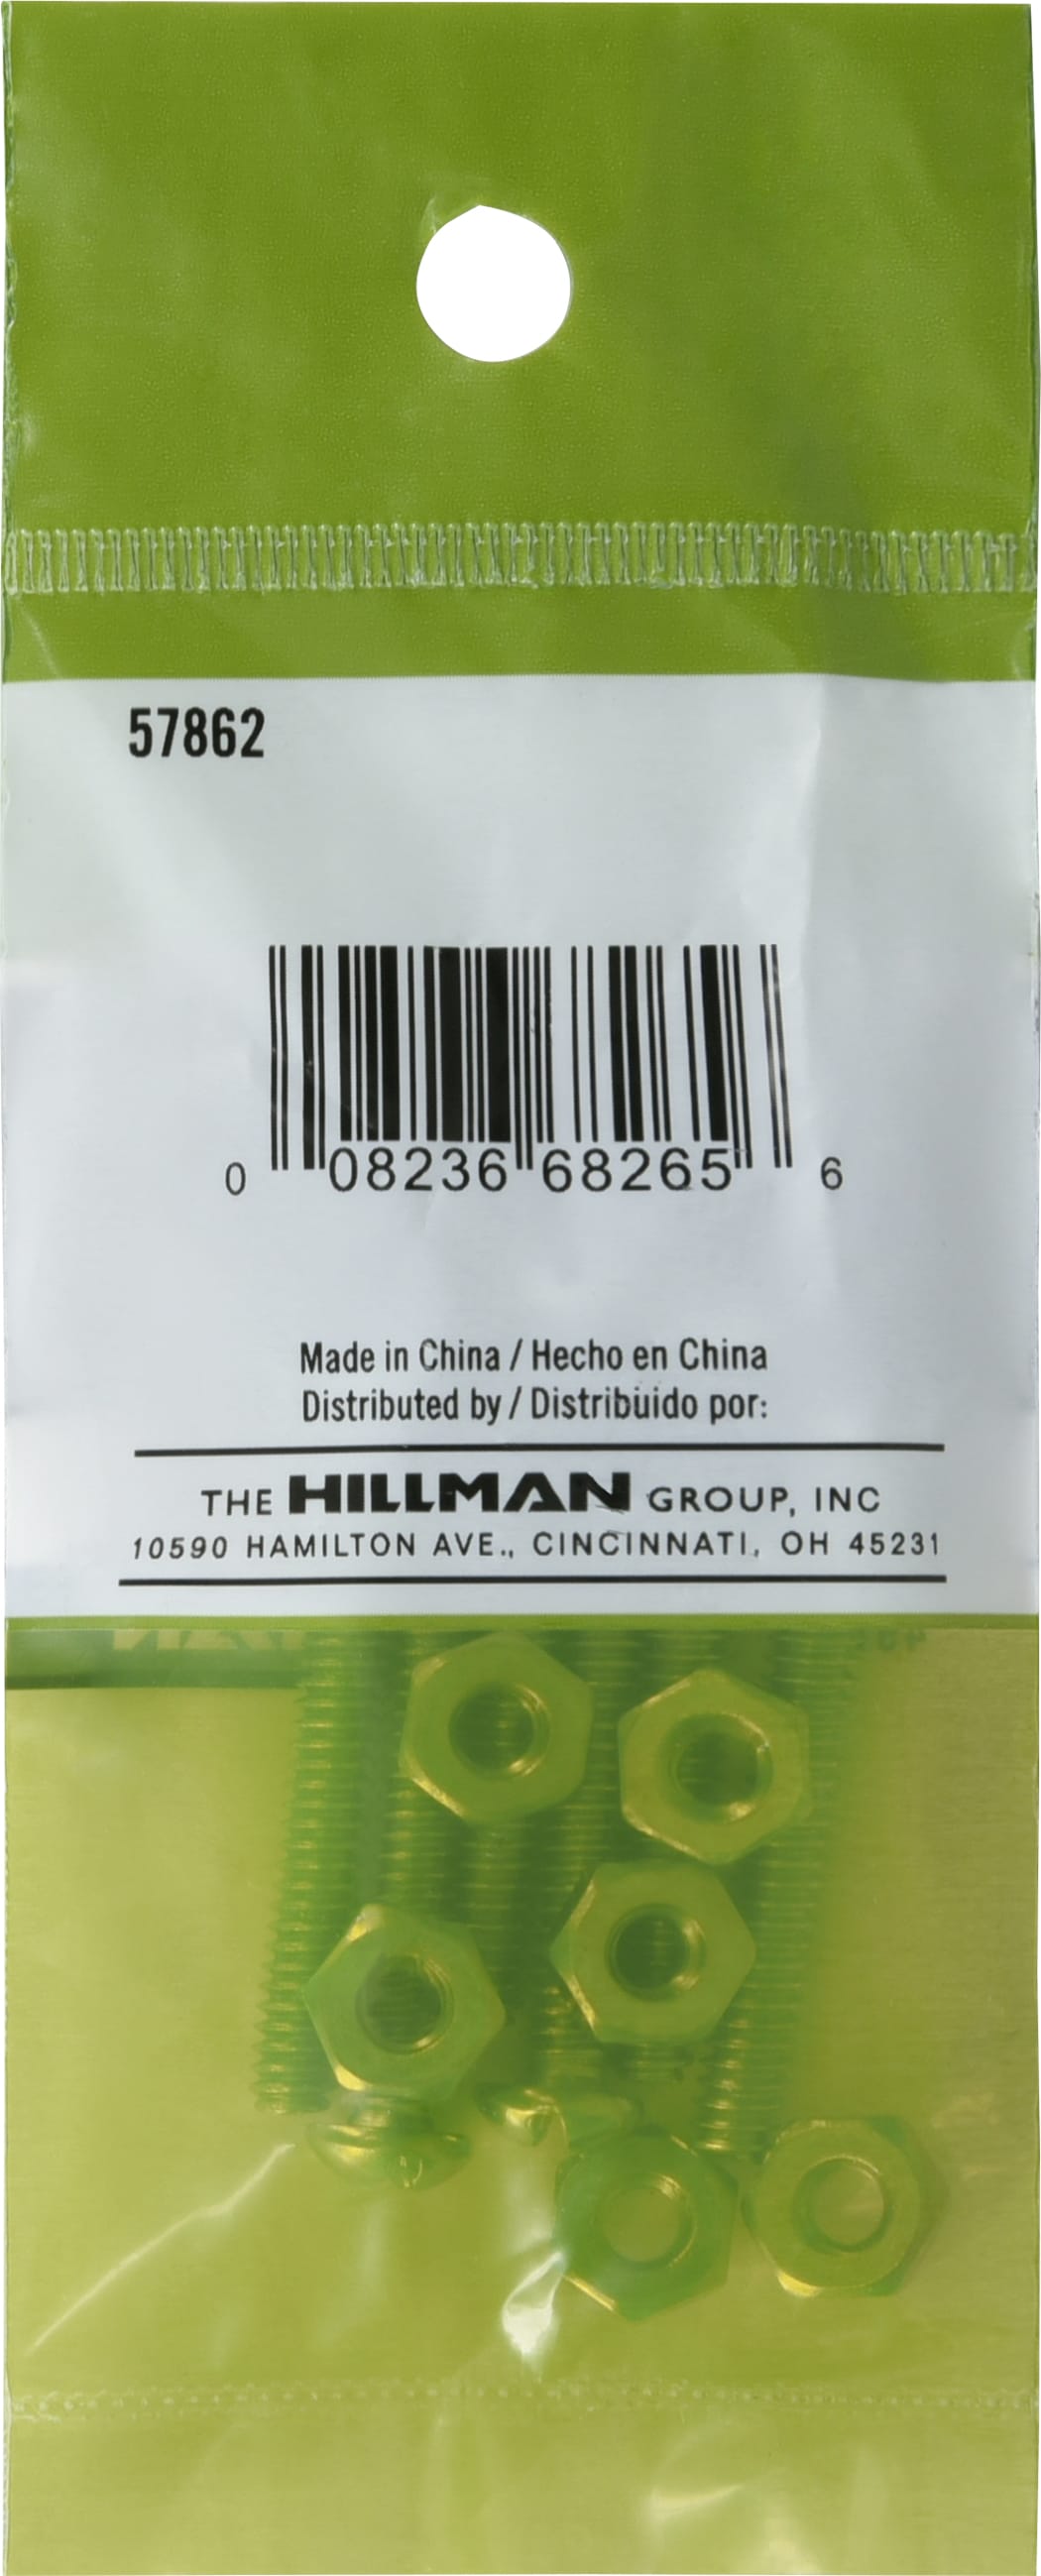 57862
0 08236 68265 6
Made in China / Hecho en China
Distributed by / Distribuido por:
THE HILLMAN GROUP, INC
10590 HAMILTON AVE., CINCINNATI, OH 45231